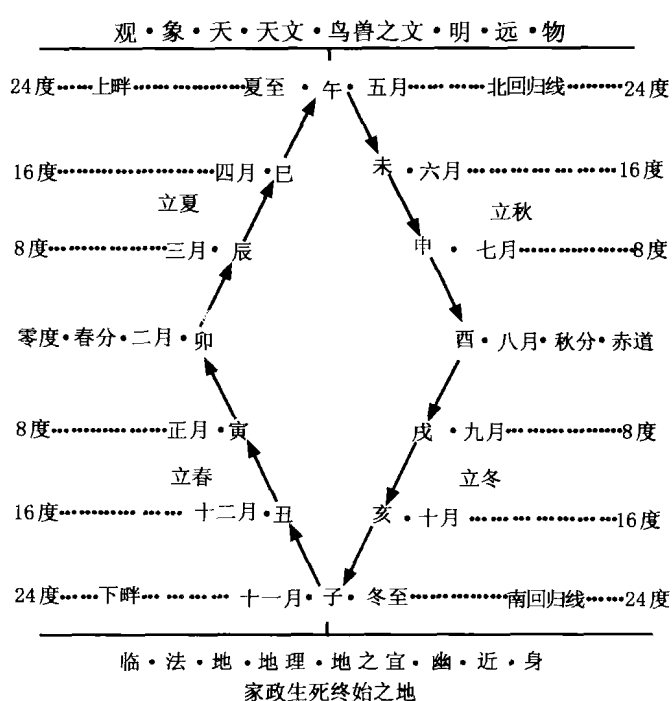 观·象·天·天文·鸟兽之文·明·远·物
24度······上畔··················夏至·午·五月··········北回归线······24度
16度··················四月·巳 未·六月··················16度
立夏 立秋
8度··················三月·辰 申·七月··················8度
零度·春分·二月·卯 酉·八月·秋分·赤道
8度··················正月·寅 戌·九月··················8度
立春 立冬
16度··················十二月·丑 亥·十月··················16度
24度······下畔············十一月·子·冬至············南回归线······24度
临·法·地·地理·地之宜·幽·近·身
家政生死终始之地